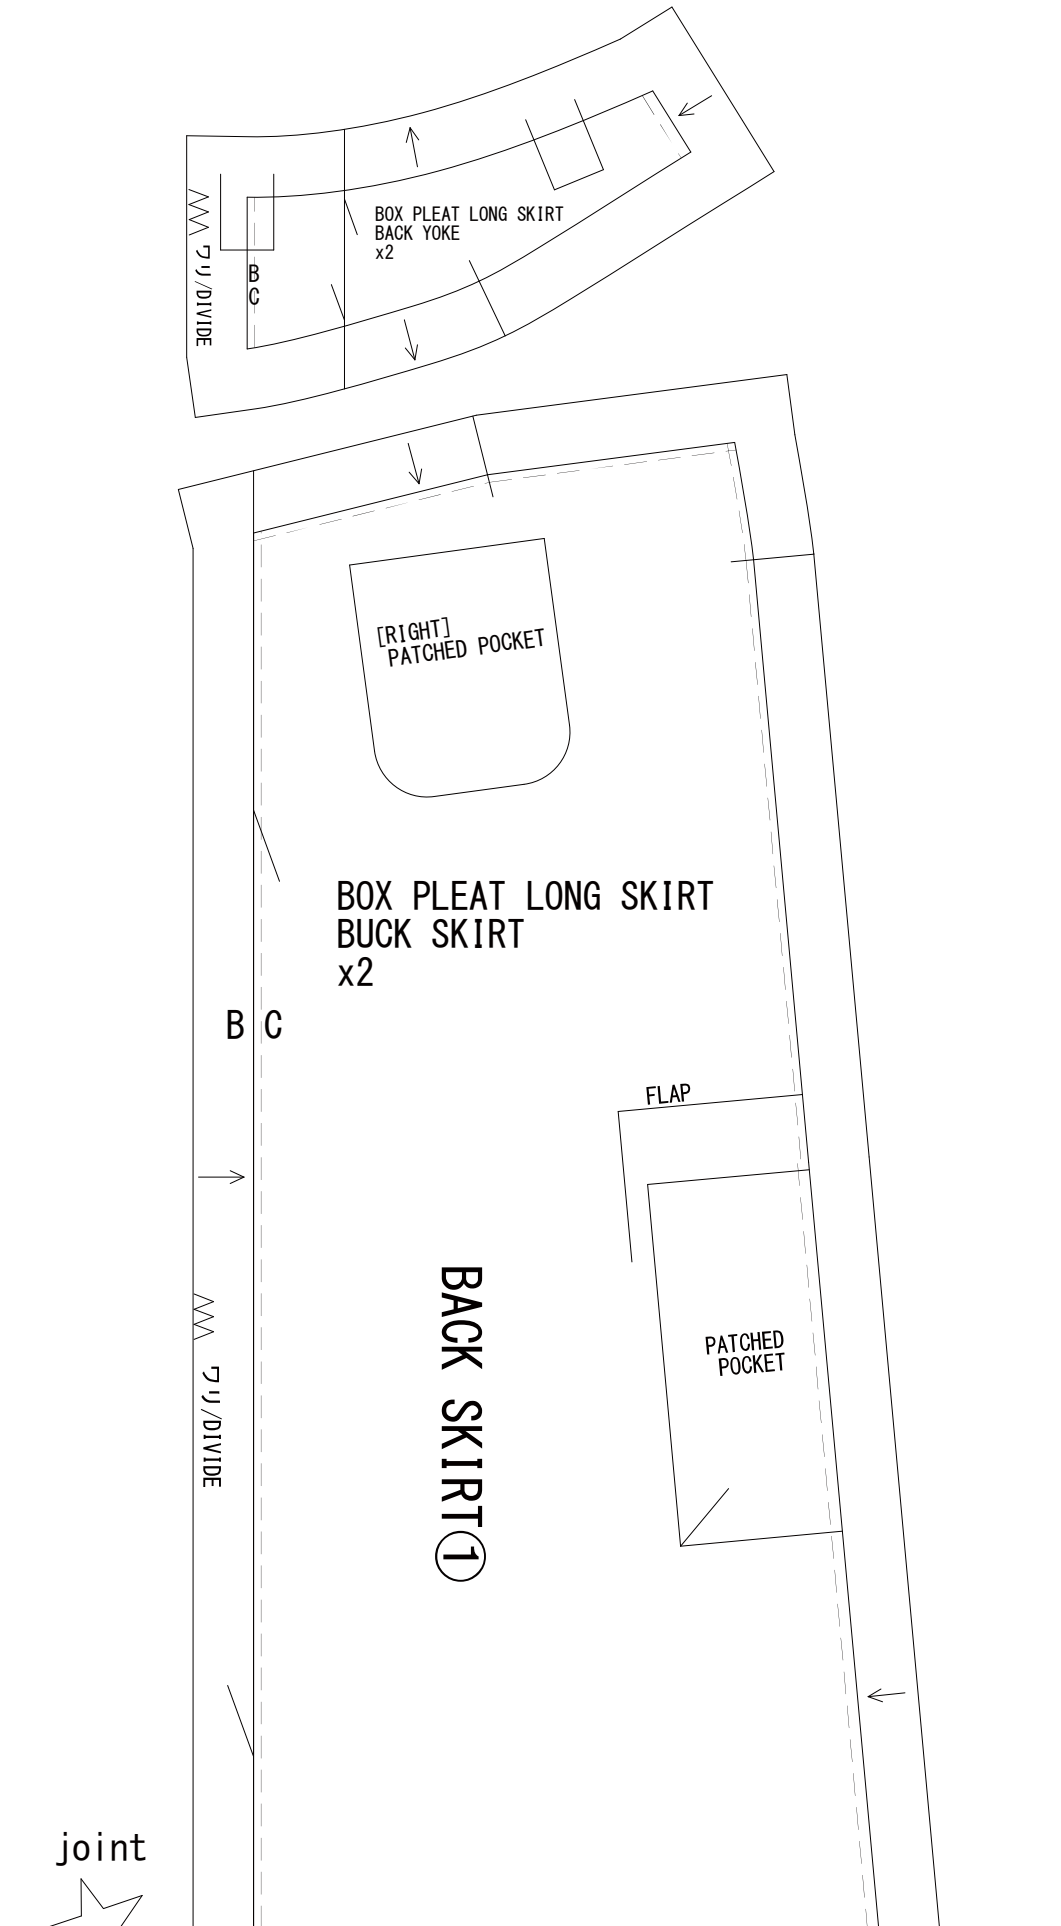 BOX PLEAT LONG SKIRT
BACK YOKE
x2
ワリ/DIVIDE
B
C
[RIGHT]
PATCHED POCKET
BOX PLEAT LONG SKIRT
BUCK SKIRT
x2
B C
FLAP
BACK SKIRT①
PATCHED
POCKET
ワリ/DIVIDE
joint